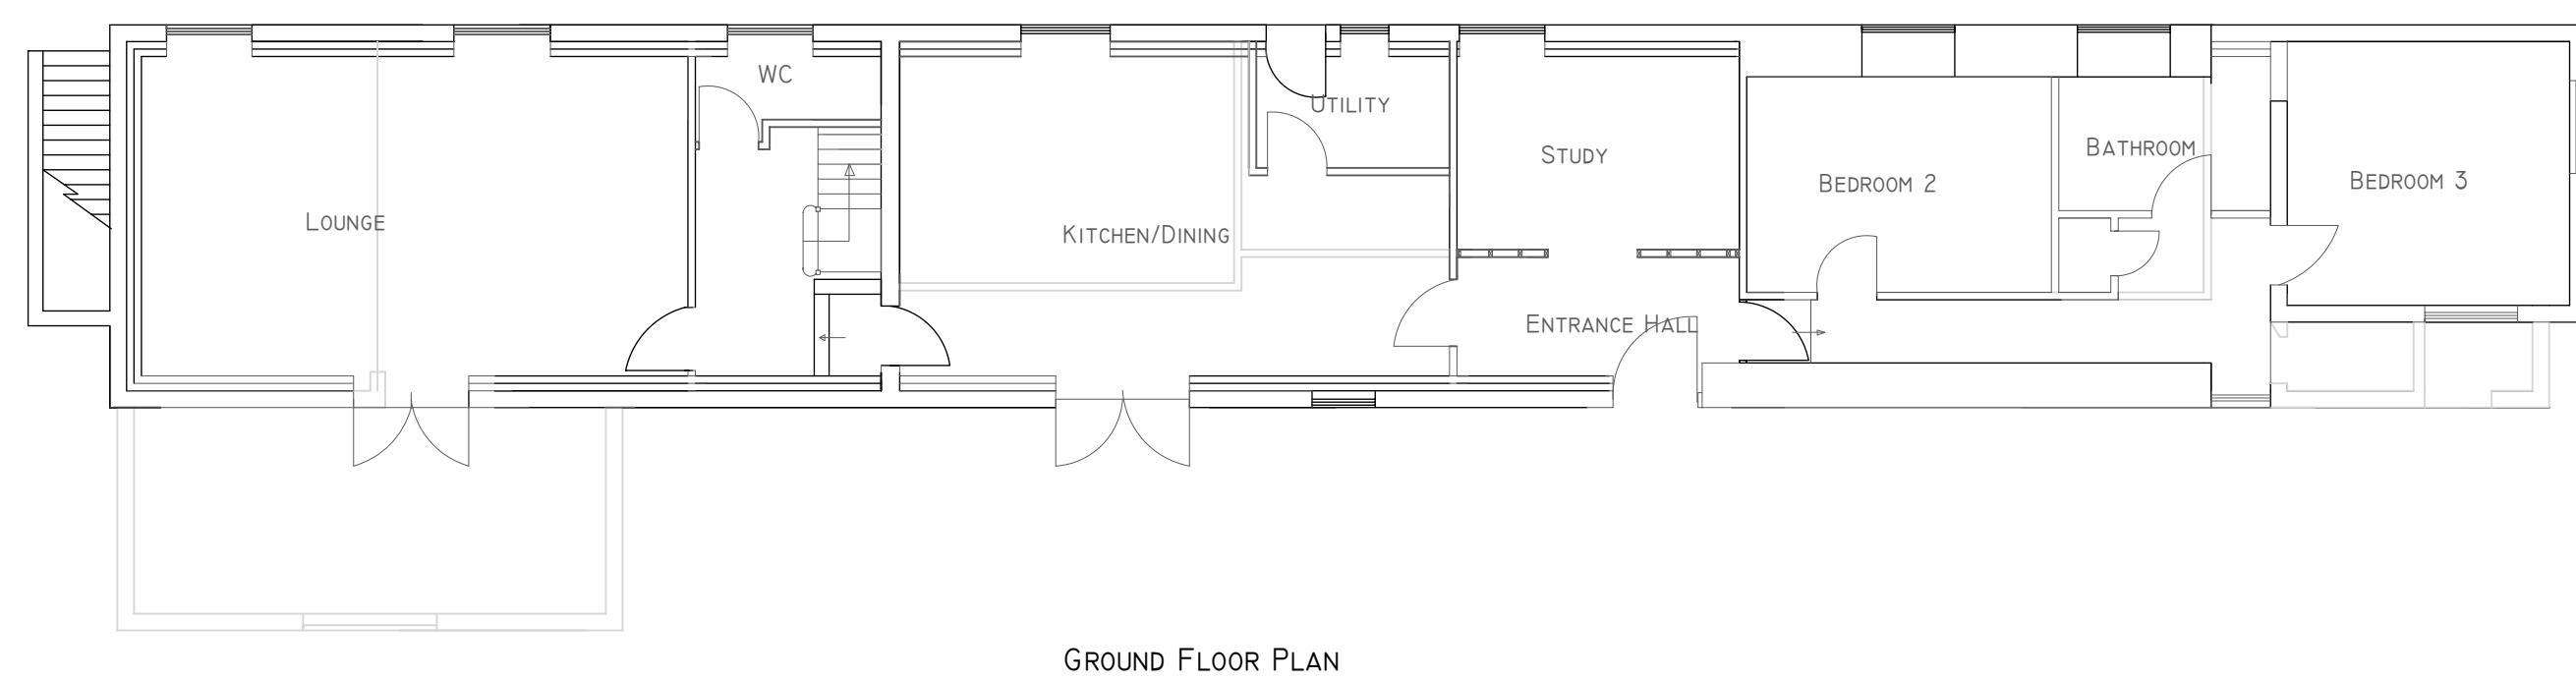 WC
UTILITY
STUDY
BATHROOM
BEDROOM 2
BEDROOM 3
LOUNGE
KITCHEN/DINING
ENTRANCE HALL
GROUND FLOOR PLAN